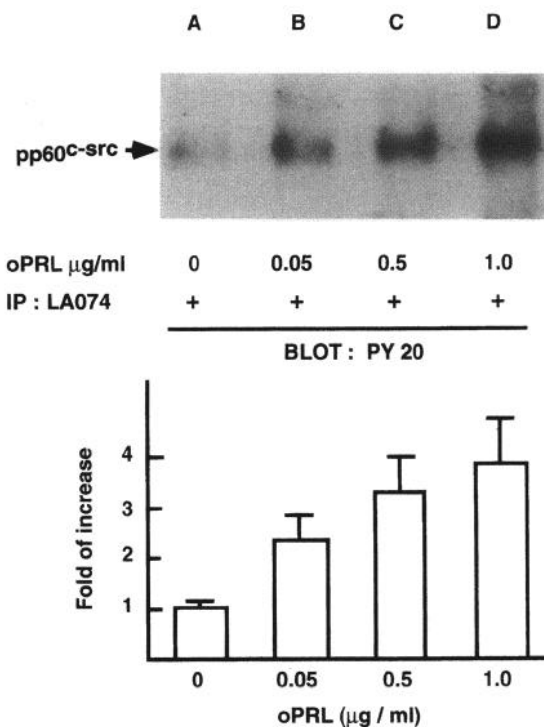 A B C D
pp60c-src
oPRL µg/ml 0 0.05 0.5 1.0
IP : LA074 + + + +
BLOT : PY 20
Fold of increase
4
3
2
1
0 0.05 0.5 1.0
oPRL (µg / ml)